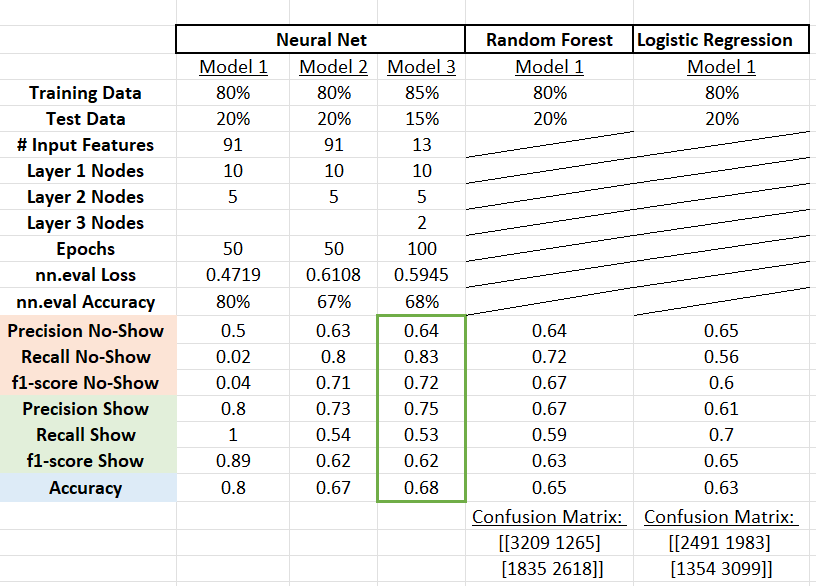 Neural Net Random Forest Logistic Regression
Model 1 Model 2 Model 3 Model 1 Model 1
Training Data 80% 80% 85% 80% 80%
Test Data 20% 20% 15% 20% 20%
# Input Features 91 91 13
Layer 1 Nodes 10 10 10
Layer 2 Nodes 5 5 5
Layer 3 Nodes 2
Epochs 50 50 100
nn.eval Loss 0.4719 0.6108 0.5945
nn.eval Accuracy 80% 67% 68%
Precision No-Show 0.5 0.63 0.64 0.64 0.65
Recall No-Show 0.02 0.8 0.83 0.72 0.56
f1-score No-Show 0.04 0.71 0.72 0.67 0.6
Precision Show 0.8 0.73 0.75 0.67 0.61
Recall Show 1 0.54 0.53 0.59 0.7
f1-score Show 0.89 0.62 0.62 0.63 0.65
Accuracy 0.8 0.67 0.68 0.65 0.63
Confusion Matrix: Confusion Matrix:
[[3209 1265] [[2491 1983]
[1835 2618]] [1354 3099]]